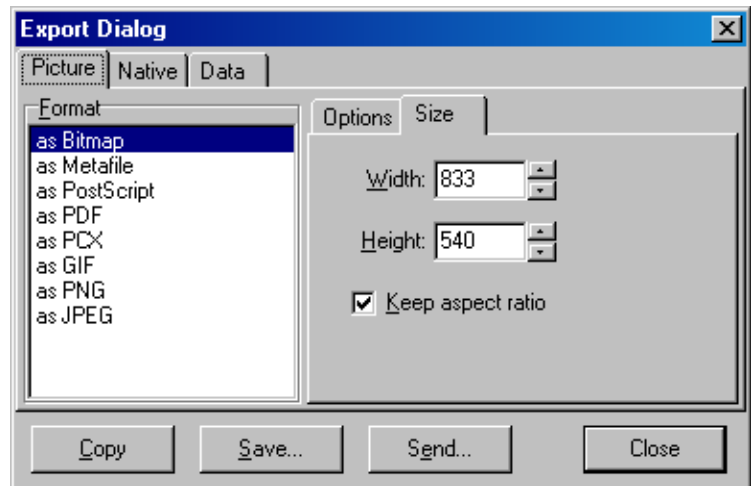 Export Dialog
Picture Native Data
Format
as Bitmap
as Metafile
as PostScript
as PDF
as PCX
as GIF
as PNG
as JPEG
Options Size
Width: 833
Height: 540
Keep aspect ratio
Copy Save... Send... Close